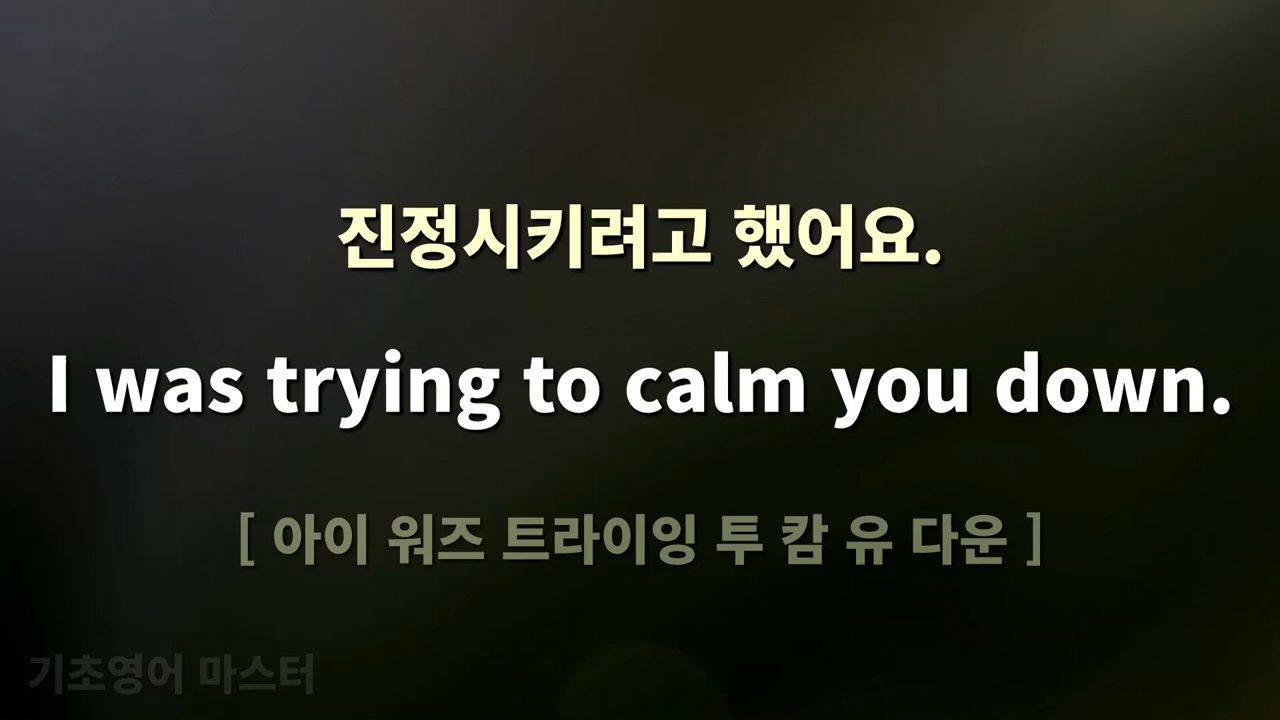 진정시키려고 했어요.
I was trying to calm you down.
[ 아이 워즈 트라이잉 투 캄 유 다운 ]
기초영어 마스터